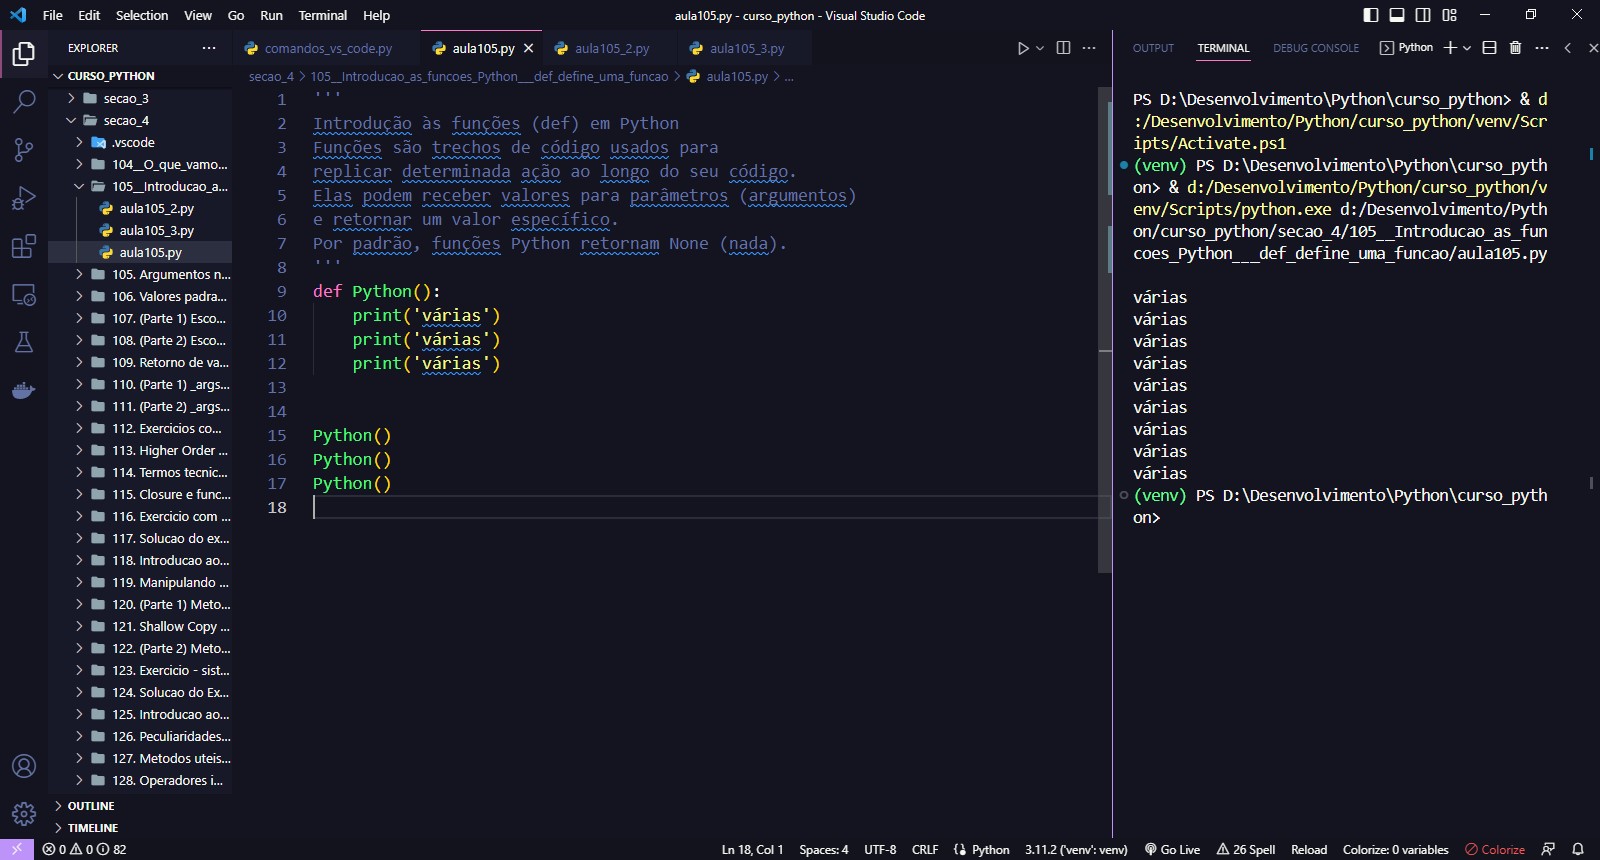 File Edit Selection View Go Run Terminal Help
aula105.py - curso_python - Visual Studio Code
EXPLORER
CURSO_PYTHON
secao_3
secao_4
.vscode
104__O_que_vamo...
105__Introducao_a...
aula105_2.py
aula105_3.py
aula105.py
105. Argumentos n...
106. Valores padra...
107. (Parte 1) Esco...
108. (Parte 2) Esco...
109. Retorno de va...
110. (Parte 1) _args...
111. (Parte 2) _args...
112. Exercicios co...
113. Higher Order ...
114. Termos tecnic...
115. Closure e func...
116. Exercicio com ...
117. Solucao do ex...
118. Introducao ao...
119. Manipulando ...
120. (Parte 1) Meto...
121. Shallow Copy ...
122. (Parte 2) Meto...
123. Exercicio - sist...
124. Solucao do Ex...
125. Introducao ao...
126. Peculiaridades...
127. Metodos uteis...
128. Operadores i...
OUTLINE
TIMELINE
comandos_vs_code.py aula105.py aula105_2.py aula105_3.py
secao_4 > 105__Introducao_as_funcoes_Python___def_define_uma_funcao > aula105.py > ...
1 '''
2 Introdução às funções (def) em Python
3 Funções são trechos de código usados para
4 replicar determinada ação ao longo do seu código.
5 Elas podem receber valores para parâmetros (argumentos)
6 e retornar um valor específico.
7 Por padrão, funções Python retornam None (nada).
8 '''
9 def Python():
10 print('várias')
11 print('várias')
12 print('várias')
13
14
15 Python()
16 Python()
17 Python()
18
OUTPUT TERMINAL DEBUG CONSOLE Python
PS D:\Desenvolvimento\Python\curso_python> & d
:/Desenvolvimento/Python/curso_python/venv/Scr
ipts/Activate.ps1
(venv) PS D:\Desenvolvimento\Python\curso_pyth
on> & d:/Desenvolvimento/Python/curso_python/v
env/Scripts/python.exe d:/Desenvolvimento/Pyth
on/curso_python/secao_4/105__Introducao_as_fun
coes_Python___def_define_uma_funcao/aula105.py
várias
várias
várias
várias
várias
várias
várias
várias
várias
(venv) PS D:\Desenvolvimento\Python\curso_pyth
on>
0 0 82 Ln 18, Col 1 Spaces: 4 UTF-8 CRLF Python 3.11.2 ('venv': venv) Go Live 26 Spell Reload Colorize: 0 variables Colorize